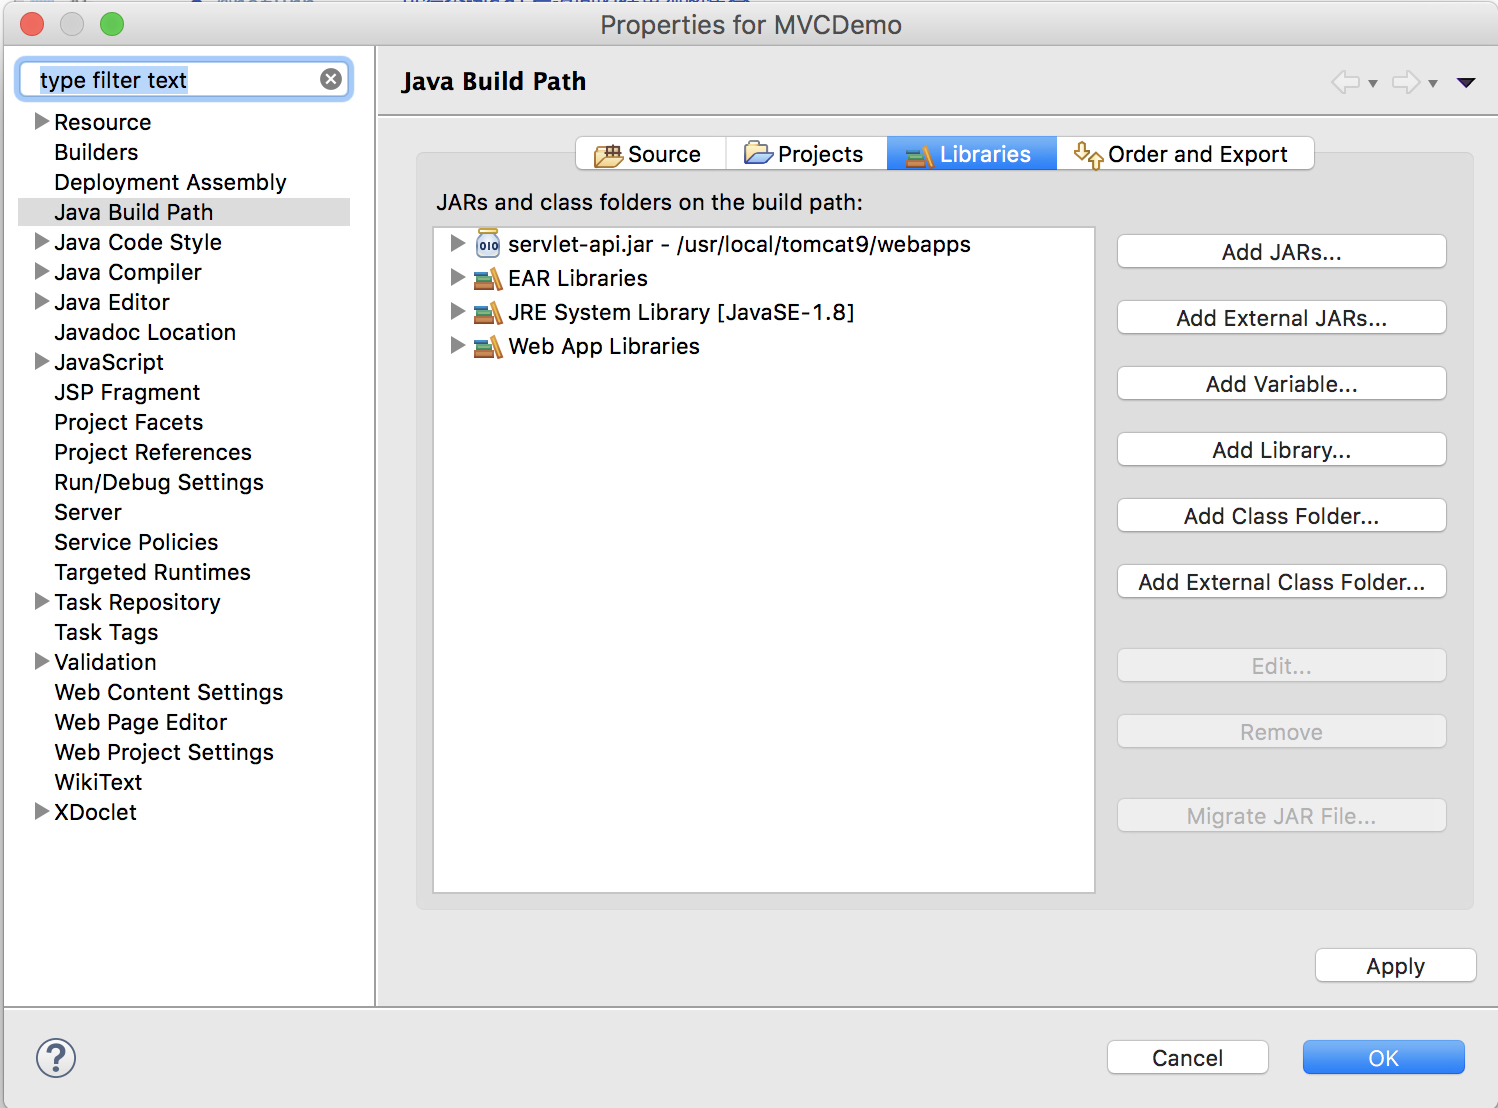 Properties for MVCDemo
type filter text
Resource
Builders
Deployment Assembly
Java Build Path
Java Code Style
Java Compiler
Java Editor
Javadoc Location
JavaScript
JSP Fragment
Project Facets
Project References
Run/Debug Settings
Server
Service Policies
Targeted Runtimes
Task Repository
Task Tags
Validation
Web Content Settings
Web Page Editor
Web Project Settings
WikiText
XDoclet
Java Build Path
Source
Projects
Libraries
Order and Export
JARs and class folders on the build path:
010 servlet-api.jar - /usr/local/tomcat9/webapps
EAR Libraries
JRE System Library [JavaSE-1.8]
Web App Libraries
Add JARs...
Add External JARs...
Add Variable...
Add Library...
Add Class Folder...
Add External Class Folder...
Edit...
Remove
Migrate JAR File...
Apply
?
Cancel
OK